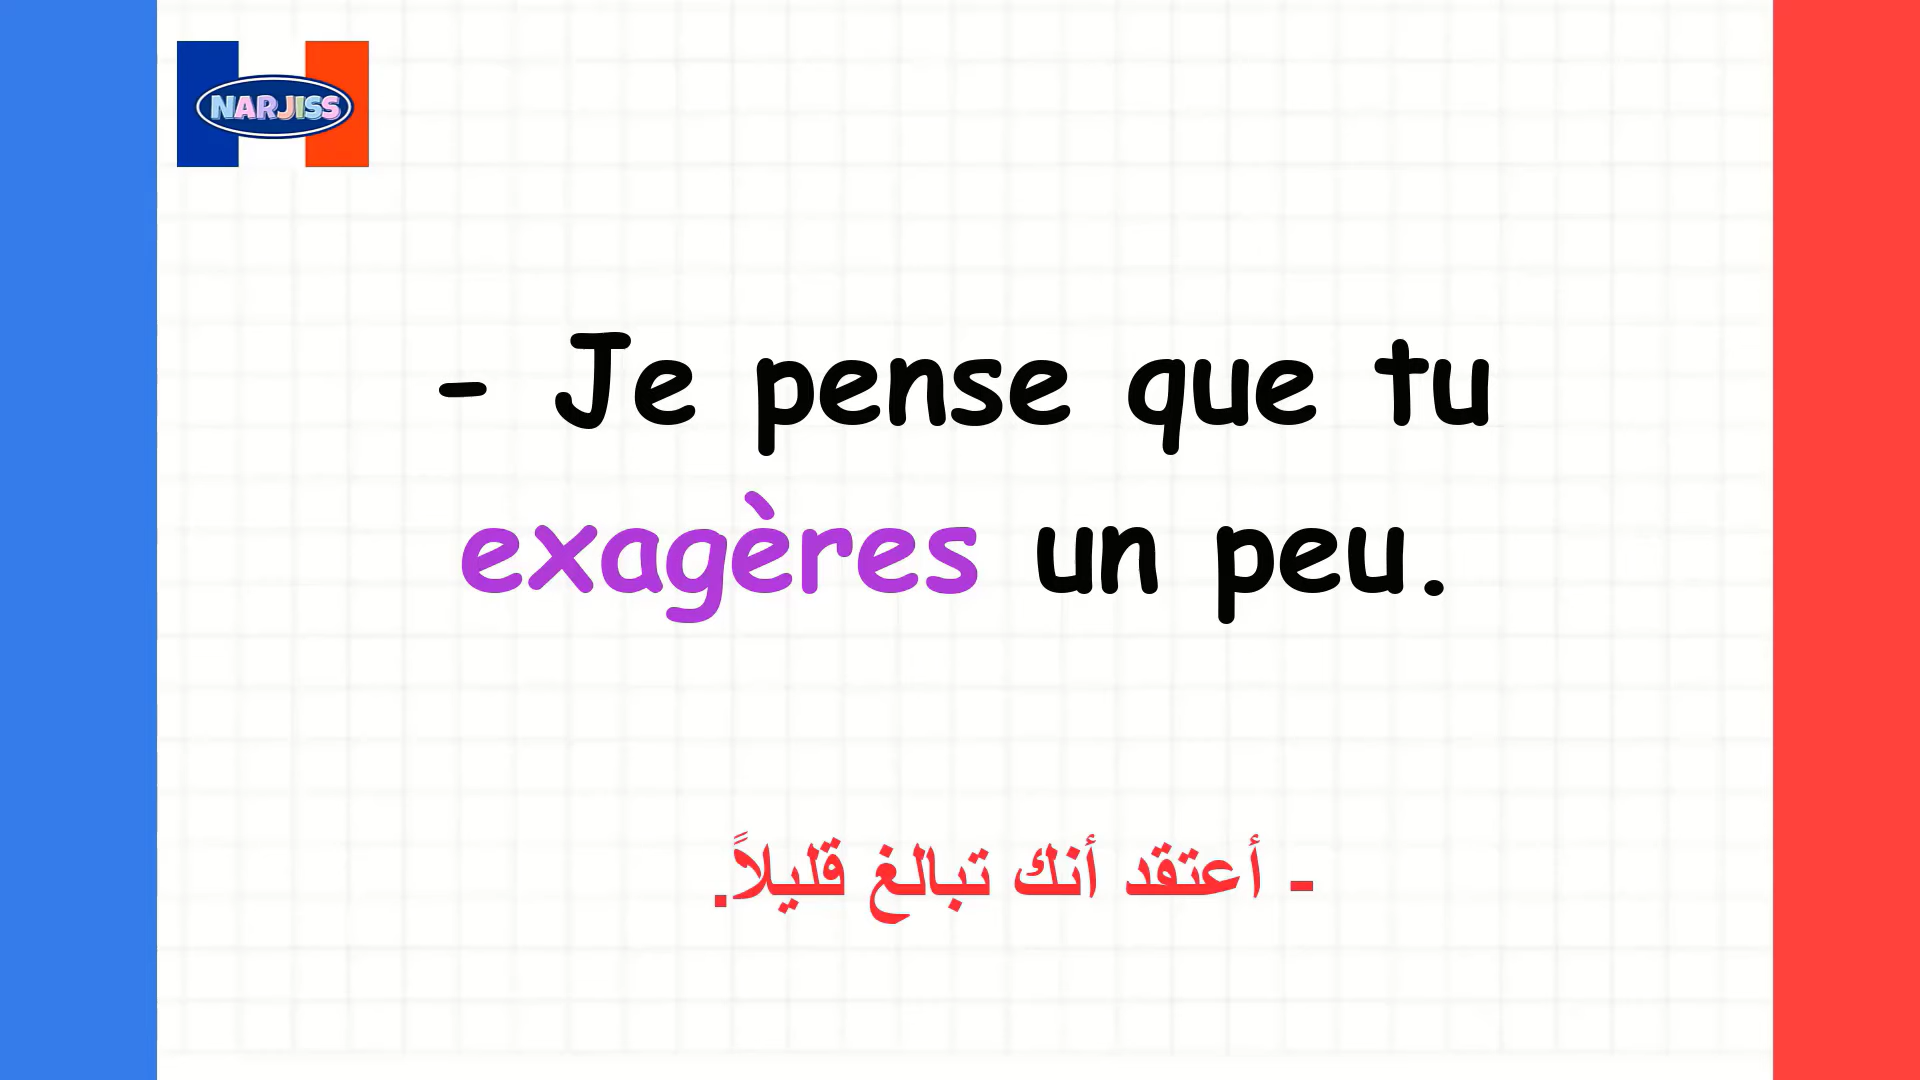 NARJISS
- Je pense que tu
exagères un peu.
- أعتقد أنك تبالغ قليلاً.